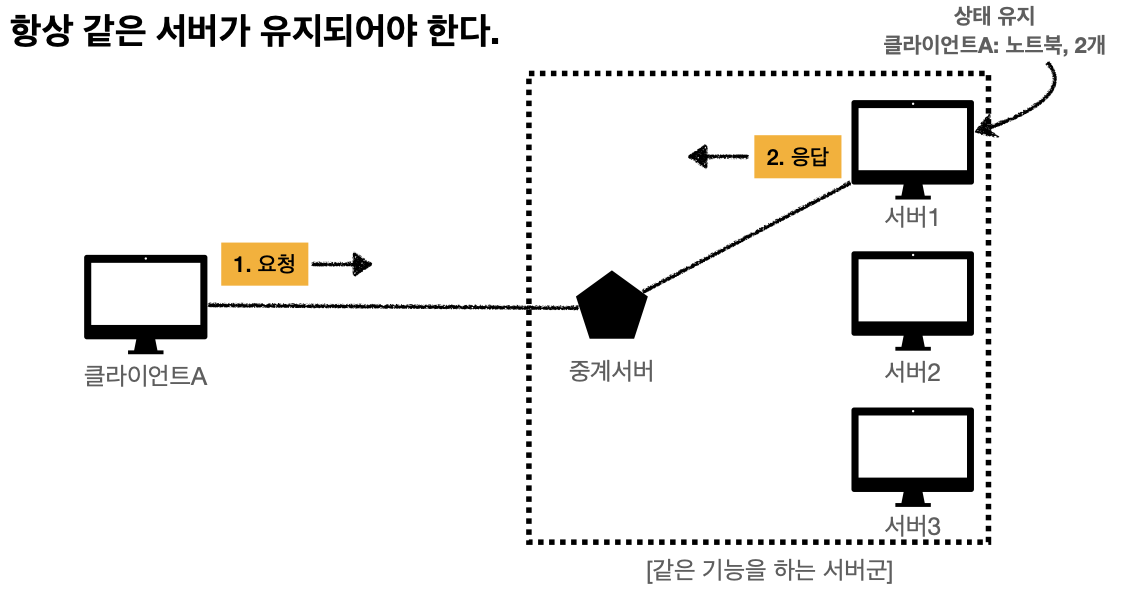 항상 같은 서버가 유지되어야 한다.
상태 유지
클라이언트A: 노트북, 2개
2. 응답
서버1
1. 요청
클라이언트A
중계서버
서버2
서버3
[같은 기능을 하는 서버군]